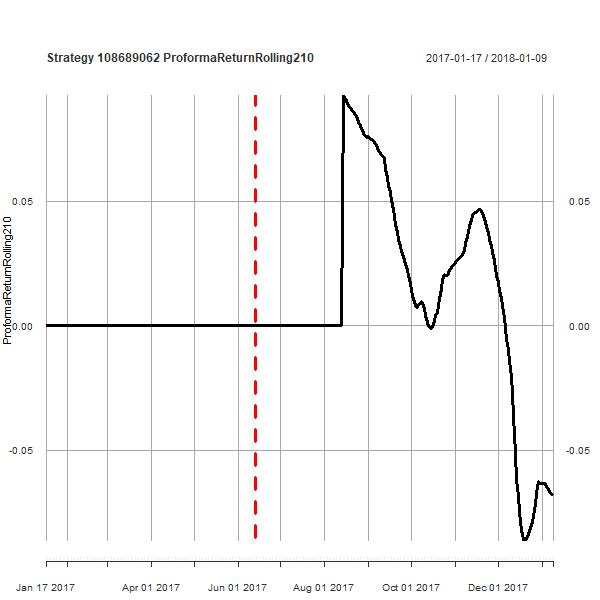 Strategy 108689062 ProformaReturnRolling210
2017-01-17 / 2018-01-09
ProformaReturnRolling210
0.05
0.05
0.00
0.00
-0.05
-0.05
Jan 17 2017
Apr 01 2017
Jun 01 2017
Aug 01 2017
Oct 01 2017
Dec 01 2017